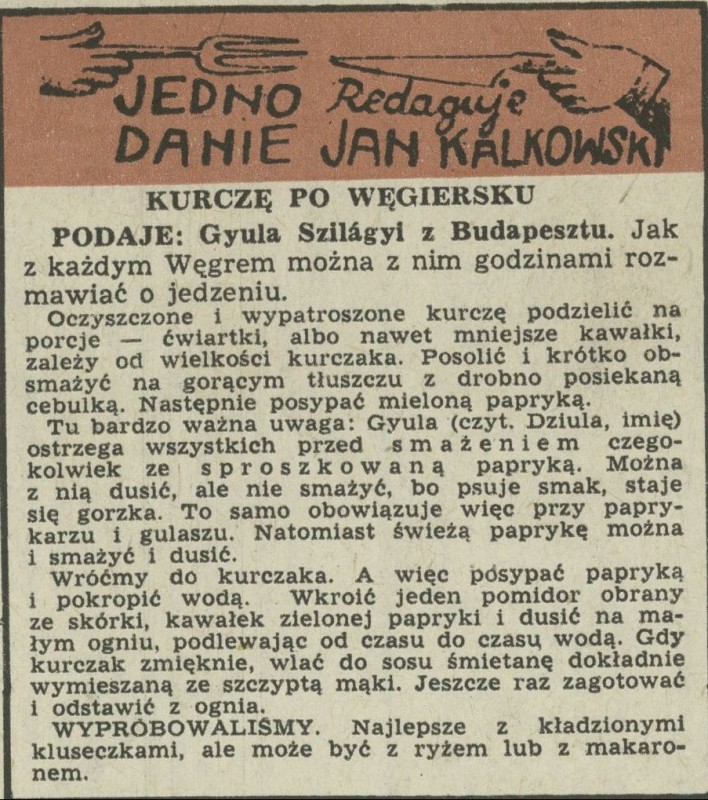 JEDNO Redaguje
DANIE JAN KALKOWSKI
KURCZĘ PO WĘGIERSKU
PODAJE: Gyula Szilágyi z Budapesztu. Jak
z każdym Węgrem można z nim godzinami roz-
mawiać o jedzeniu.
Oczyszczone i wypatroszone kurczę podzielić na
porcje — ćwiartki, albo nawet mniejsze kawałki,
zależy od wielkości kurczaka. Posolić i krótko ob-
smażyć na gorącym tłuszczu z drobno posiekaną
cebulką. Następnie posypać mieloną papryką.
Tu bardzo ważna uwaga: Gyula (czyt. Dziula, imię)
ostrzega wszystkich przed smażeniem czego-
kolwiek ze sproszkowaną papryką. Można
z nią dusić, ale nie smażyć, bo psuje smak, staje
się gorzka. To samo obowiązuje więc przy papry-
karzu i gulaszu. Natomiast świeżą paprykę można
i smażyć i dusić.
Wróćmy do kurczaka. A więc posypać papryką
i pokropić wodą. Wkroić jeden pomidor obrany
ze skórki, kawałek zielonej papryki i dusić na ma-
łym ogniu, podlewając od czasu do czasu wodą. Gdy
kurczak zmięknie, wlać do sosu śmietanę dokładnie
wymieszaną ze szczyptą mąki. Jeszcze raz zagotować
i odstawić z ognia.
WYPRÓBOWALIŚMY. Najlepsze z kładzionymi
kluseczkami, ale może być z ryżem lub z makaro-
nem.